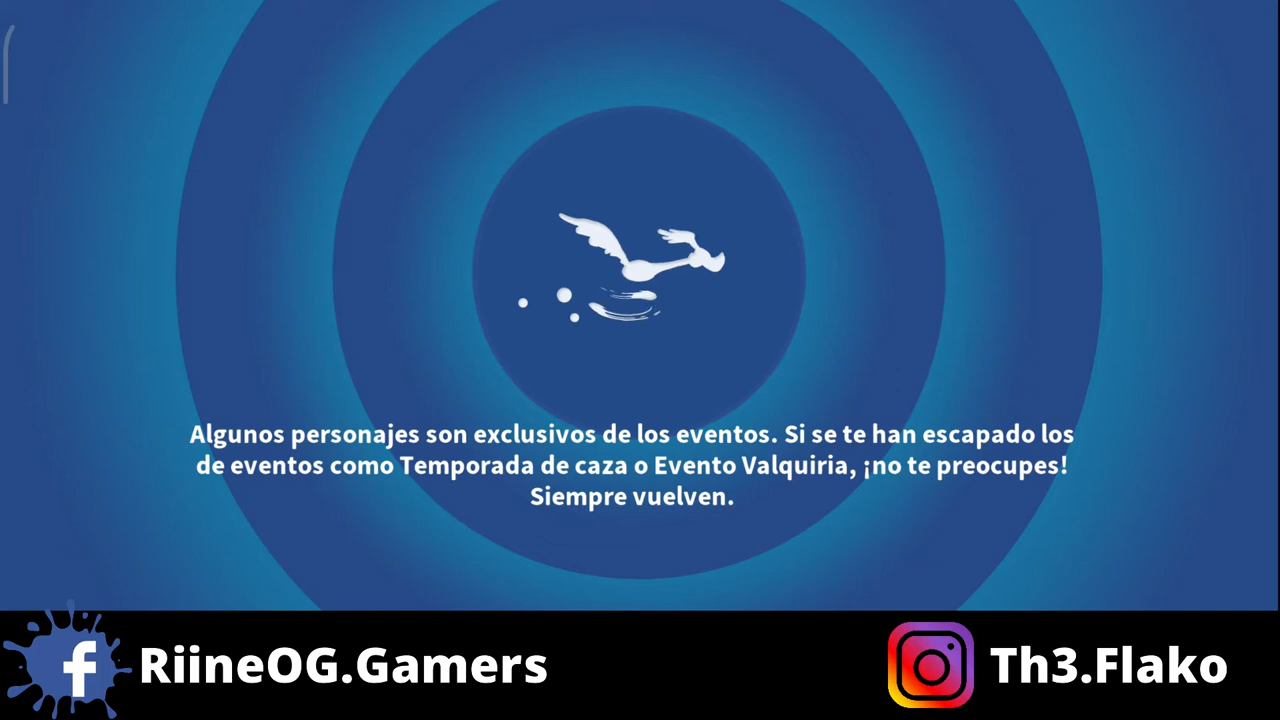 Algunos personajes son exclusivos de los eventos. Si se te han escapado los
de eventos como Temporada de caza o Evento Valquiria, ¡no te preocupes!
Siempre vuelven.
f RiineOG.Gamers
Th3.Flako